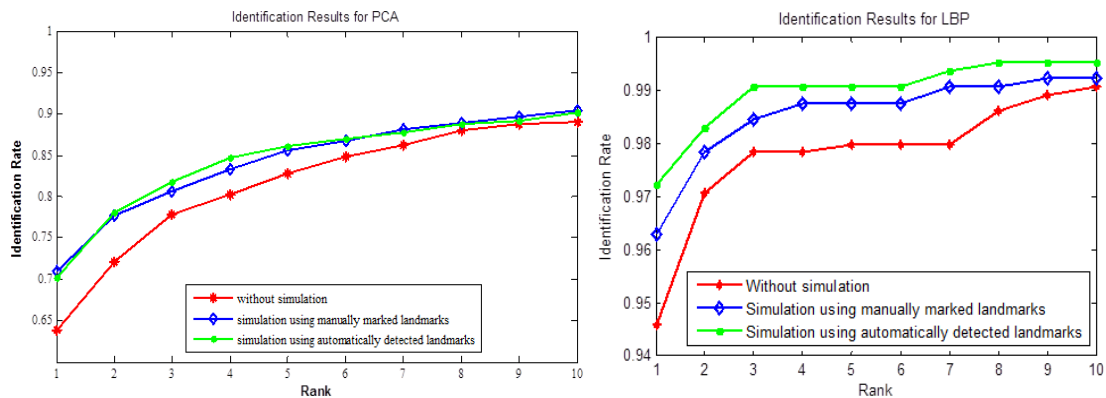 Identification Results for PCA
1
0.95
0.9
0.85
0.8
0.75
0.7
0.65
Identification Rate
without simulation
simulation using manually marked landmarks
simulation using automatically detected landmarks
1 2 3 4 5 6 7 8 9 10
Rank
Identification Results for LBP
1
0.99
0.98
0.97
0.96
0.95
0.94
Identification Rate
Without simulation
Simulation using manually marked landmarks
Simulation using automatically detected landmarks
1 2 3 4 5 6 7 8 9 10
Rank